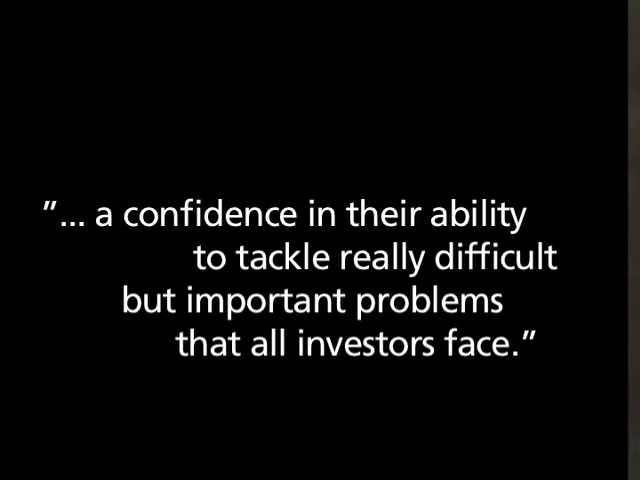 "... a confidence in their ability
to tackle really difficult
but important problems
that all investors face."